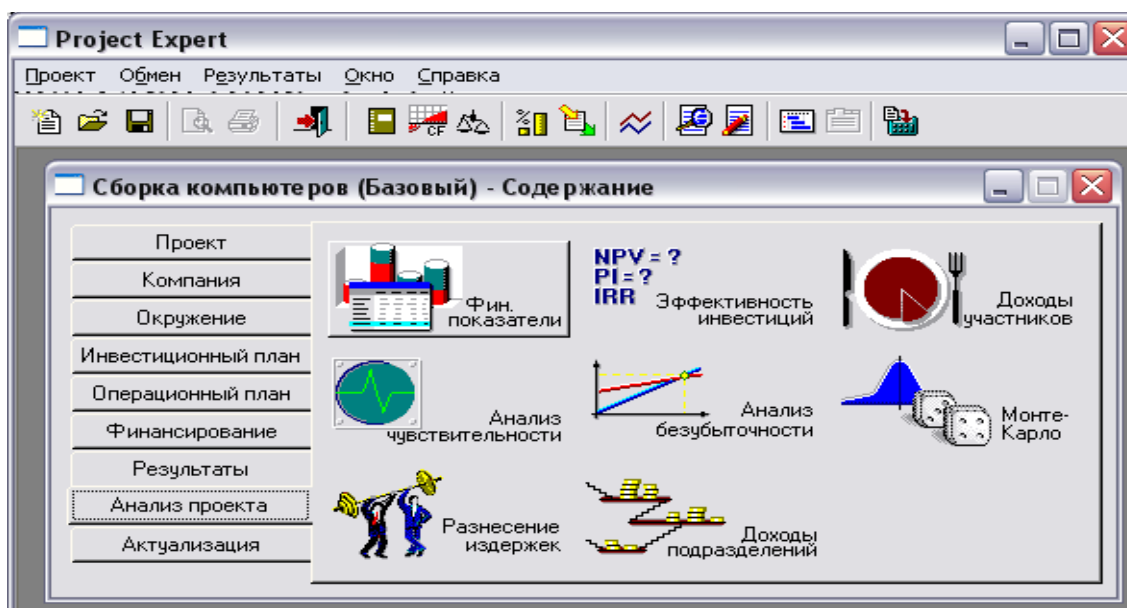 Project Expert
Проект Обмен Результаты Окно Справка
CF
Сборка компьютеров (Базовый) - Содержание
Проект
Компания
Окружение
Инвестиционный план
Операционный план
Финансирование
Результаты
Анализ проекта
Актуализация
Фин.
показатели
NPV = ?
PI = ?
IRR
Эффективность
инвестиций
Доходы
участников
Анализ
чувствительности
Анализ
безубыточности
Монте-
Карло
Разнесение
издержек
Доходы
подразделений